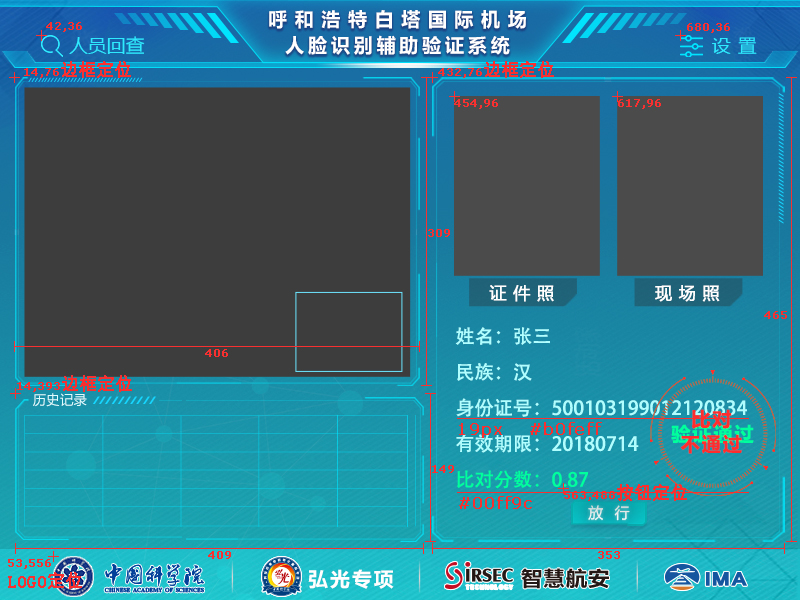 呼和浩特白塔国际机场
人脸识别辅助验证系统
42,36
人员回查
680,36
设置
14,76边框定位
432,76边框定位
454,96
617,96
309
证件照
现场照
465
406
姓名：张三
民族：汉
身份证号：500103199012120834
19px #b0feff
有效期限：20180714
比对分数：0.87
#00ff9c
比对
验证通过
不通过
按钮定位
放行
边框定位
历史记录
149
409
353
53,556
LOGO定位
中国科学院
CHINESE ACADEMY OF SCIENCES
弘光专项
SIRSEC
TECHNOLOGY
智慧航安
IMA